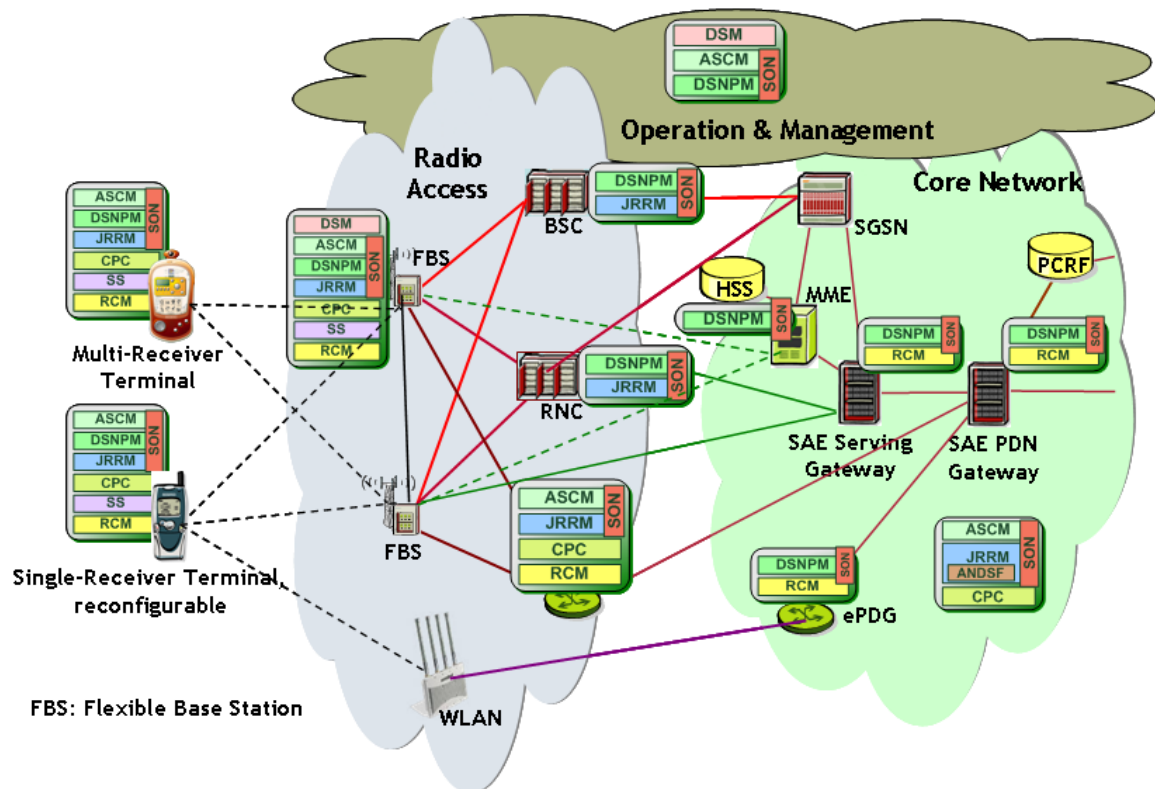 DSM
ASCM
DSNPM
SON
Operation & Management
Radio
Access
Core Network
ASCM
DSNPM
JRRM
CPC
SS
RCM
SON
Multi-Receiver
Terminal
DSM
ASCM
DSNPM
JRRM
CPC
SS
RCM
SON
FBS
DSNPM
JRRM
SON
BSC
SGSN
HSS
DSNPM
SON
MME
PCRF
DSNPM
RCM
SON
DSNPM
RCM
SON
DSNPM
JRRM
SON
RNC
SAE Serving
Gateway
SAE PDN
Gateway
ASCM
DSNPM
JRRM
CPC
SS
RCM
SON
Single-Receiver Terminal,
reconfigurable
FBS
ASCM
JRRM
CPC
RCM
SON
DSNPM
RCM
SON
ePDG
ASCM
JRRM
ANDSF
CPC
SON
WLAN
FBS: Flexible Base Station